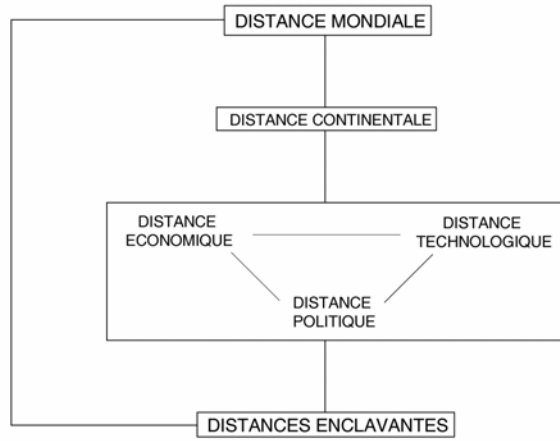 DISTANCE MONDIALE
DISTANCE CONTINENTALE
DISTANCE
ECONOMIQUE
DISTANCE
TECHNOLOGIQUE
DISTANCE
POLITIQUE
DISTANCES ENCLAVANTES